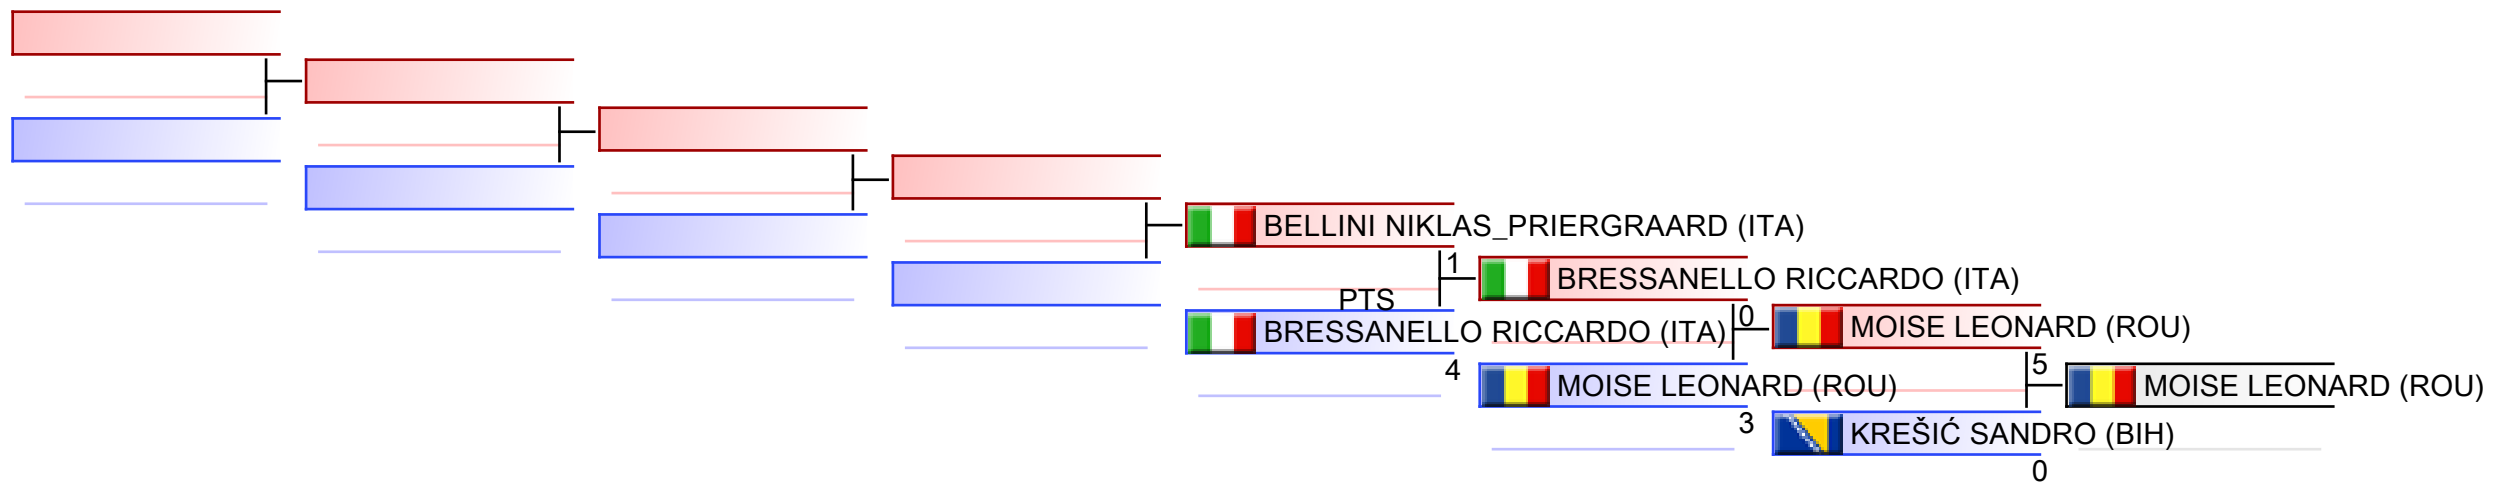 BELLINI NIKLAS_PRIERGRAARD (ITA)
1
BRESSANELLO RICCARDO (ITA)
PTS
0
BRESSANELLO RICCARDO (ITA)
MOISE LEONARD (ROU)
4
5
MOISE LEONARD (ROU)
MOISE LEONARD (ROU)
3
KREŠIĆ SANDRO (BIH)
0